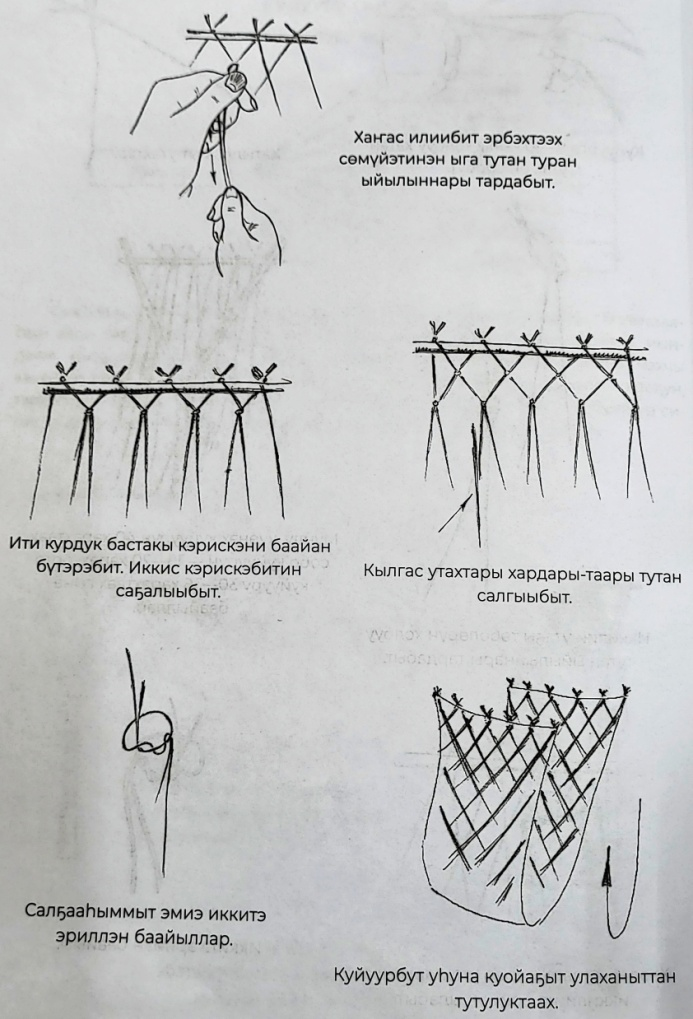 Хаҥас илиибит эрбэхтээх
сөмүйэтинэн ыга тутан туран
ыйылыннары тардабыт.
Ити курдук бастакы кэрискэни баайан
бүтэрэбит. Иккис кэрискэбитин
саҕалыыбыт.
Кылгас утахтары хардары-таары тутан
салгыыбыт.
Салҕааһыммыт эмиэ иккитэ
эриллэн баайыллар.
Куйуурбут уһуна куойаҕыт улаханыттан
тутулуктаах.